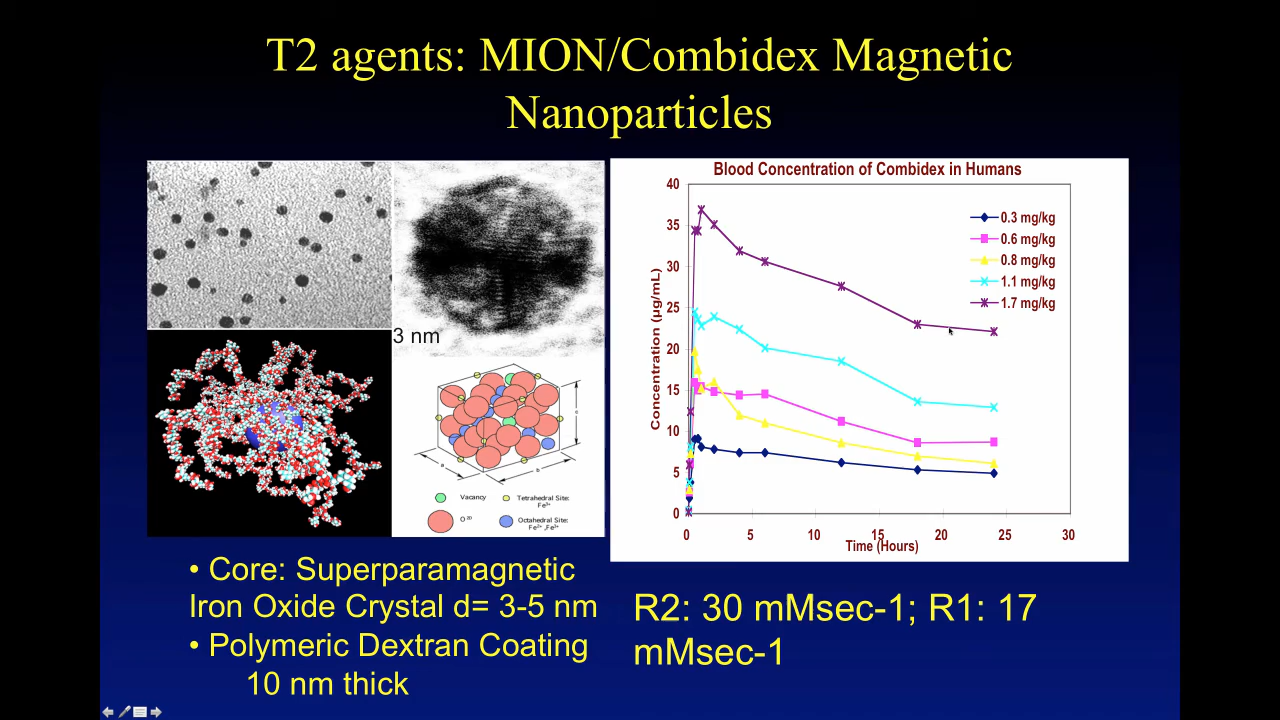 T2 agents: MION/Combidex Magnetic
Nanoparticles
3 nm
a
b
c
Vacancy
Tetrahedral Site:
Fe3+
Octahedral Site:
Fe2+ ,Fe3+
Blood Concentration of Combidex in Humans
Concentration (µg/mL)
40
35
30
25
20
15
10
5
0
0 5 10 15 20 25 30
Time (Hours)
0.3 mg/kg
0.6 mg/kg
0.8 mg/kg
1.1 mg/kg
1.7 mg/kg
• Core: Superparamagnetic
Iron Oxide Crystal d= 3-5 nm
• Polymeric Dextran Coating
10 nm thick
R2: 30 mMsec-1; R1: 17
mMsec-1